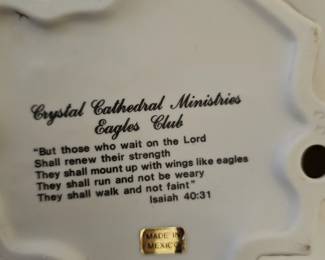 Crystal Cathedral Ministries
Eagles Club
"But those who wait on the Lord
Shall renew their strength
They shall mount up with wings like eagles
They shall run and not be weary
They shall walk and not faint"
Isaiah 40:31
MADE IN
MEXICO